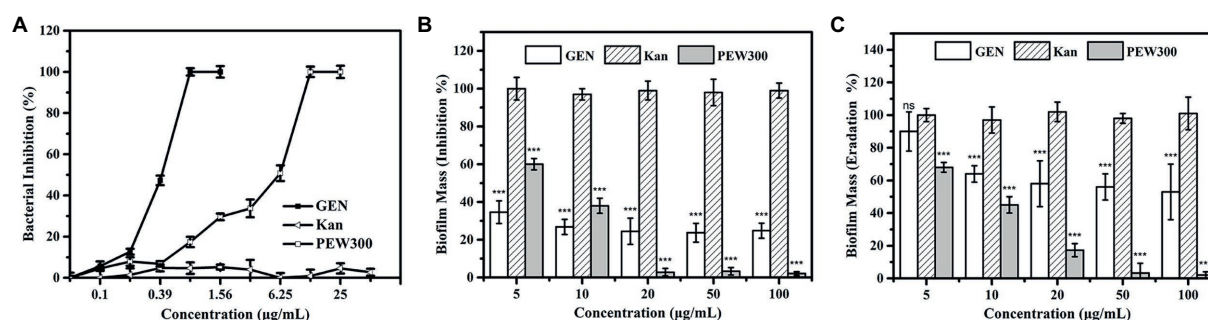 A
Bacterial Inhibition (%)
120
100
80
60
40
20
0
GEN
Kan
PEW300
0.1
0.39
1.56
6.25
25
Concentration (µg/mL)
B
Biofilm Mass (Inhibition %)
120
100
80
60
40
20
0
GEN
Kan
PEW300
***
***
***
***
***
***
***
***
***
***
5
10
20
50
100
Concentration (µg/mL)
C
Biofilm Mass (Eradation %)
140
120
100
80
60
40
20
0
GEN
Kan
PEW300
ns
***
***
***
***
***
***
***
***
***
5
10
20
50
100
Concentration (µg/mL)